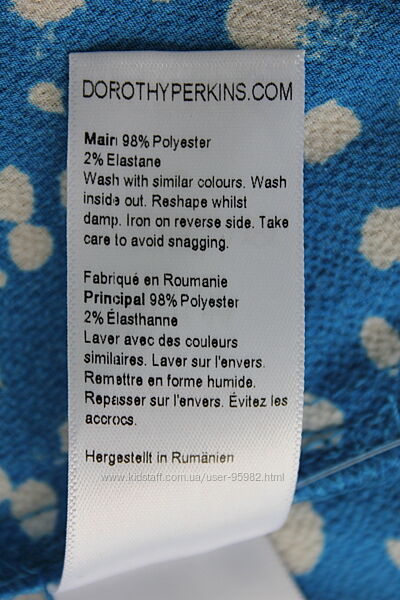 DOROTHYPERKINS.COM
Main 98% Polyester
2% Elastane
Wash with similar colours. Wash
inside out. Reshape whilst
damp. Iron on reverse side. Take
care to avoid snagging.
Fabriqué en Roumanie
Principal 98% Polyester
2% Élasthanne
Laver avec des couleurs
similaires. Laver sur l'envers.
Remettre en forme humide.
Repasser sur l'envers. Évitez les
accrocs.
Hergestellt in Rumänien
www.kidstaff.com.ua/user-95982.html